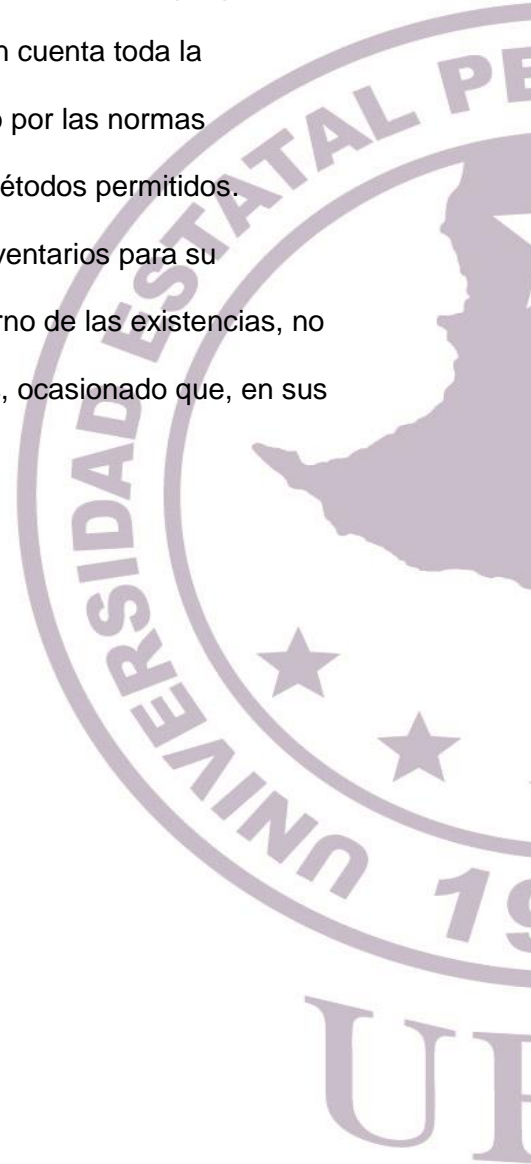 n cuenta toda la
o por las normas
étodos permitidos.
ventarios para su
rno de las existencias, no
, ocasionado que, en sus
UNIVERSIDAD ESTATAL PE
19
UP